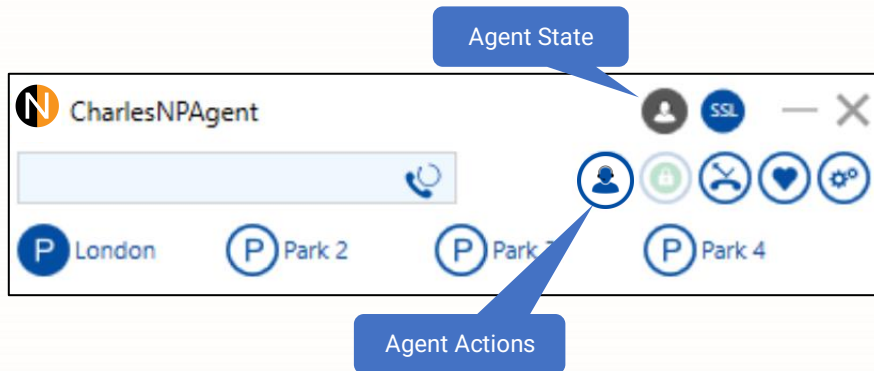 Agent State
N CharlesNPAgent SSL
P London P Park 2 P Park P Park 4
Agent Actions